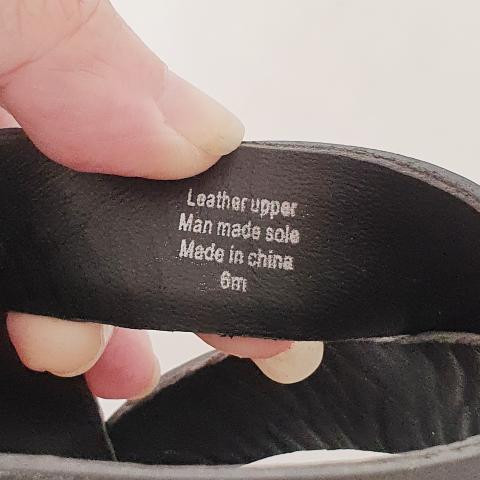 Leather upper
Man made sole
Made in china
6m